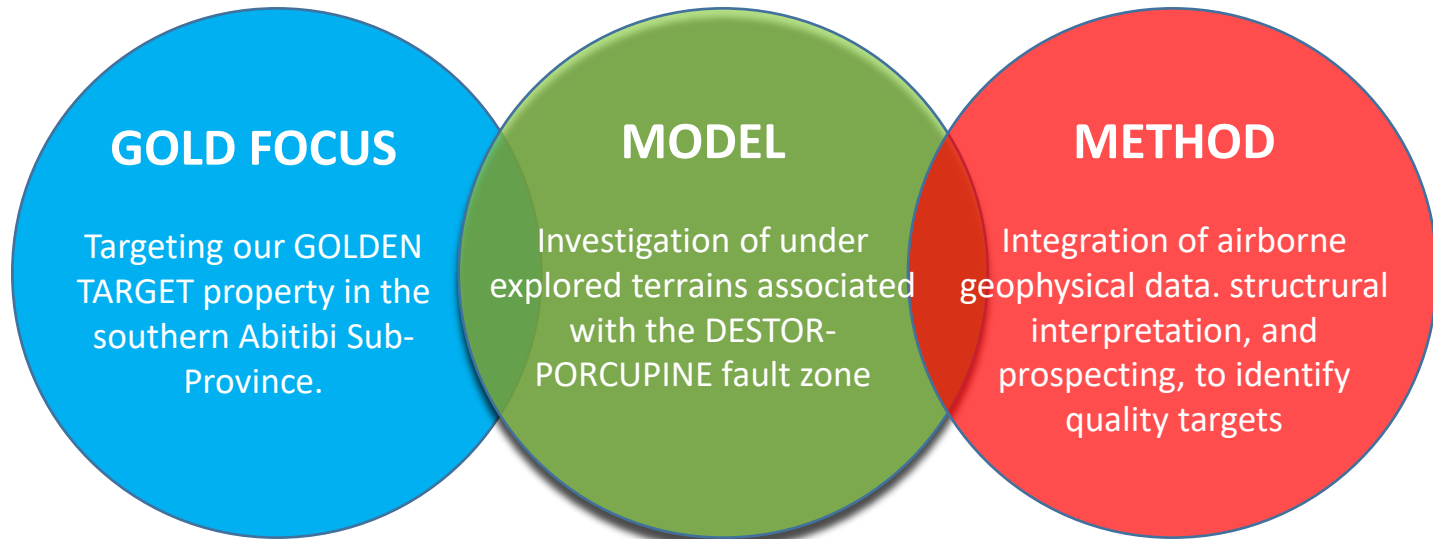 GOLD FOCUS
Targeting our GOLDEN
TARGET property in the
southern Abitibi Sub-
Province.
MODEL
Investigation of under
explored terrains associated
with the DESTOR-
PORCUPINE fault zone
METHOD
Integration of airborne
geophysical data. structrural
interpretation, and
prospecting, to identify
quality targets